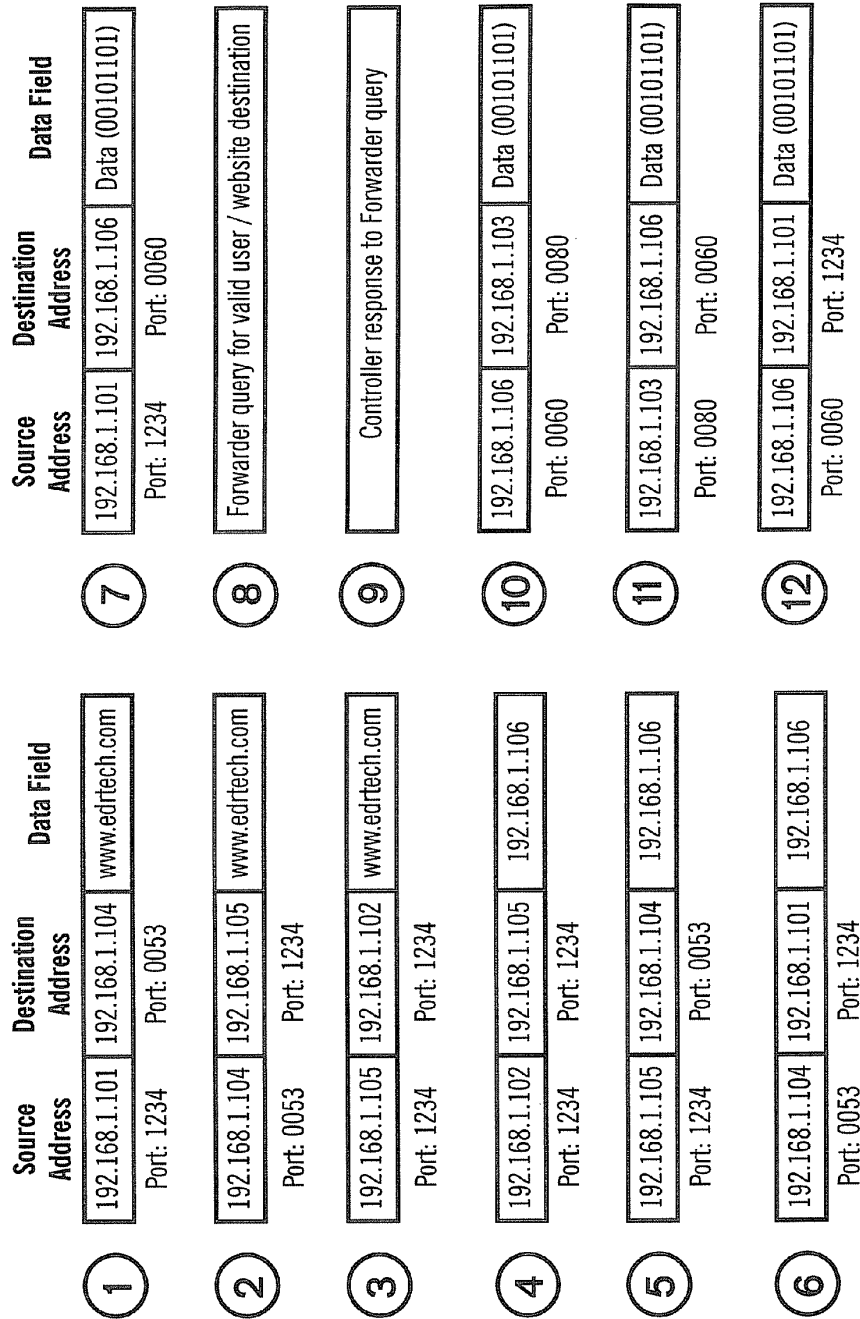 Source Address
Destination Address
Data Field
1
192.168.1.101 192.168.1.104 www.edrtech.com
Port: 1234 Port: 0053
2
192.168.1.104 192.168.1.105 www.edrtech.com
Port: 0053 Port: 1234
3
192.168.1.105 192.168.1.102 www.edrtech.com
Port: 1234 Port: 1234
4
192.168.1.102 192.168.1.105 192.168.1.106
Port: 1234 Port: 1234
5
192.168.1.105 192.168.1.104 192.168.1.106
Port: 1234 Port: 0053
6
192.168.1.104 192.168.1.101 192.168.1.106
Port: 0053 Port: 1234
Source Address
Destination Address
Data Field
7
192.168.1.101 192.168.1.106 Data (00101101)
Port: 1234 Port: 0060
8
Forwarder query for valid user / website destination
9
Controller response to Forwarder query
10
192.168.1.106 192.168.1.103 Data (00101101)
Port: 0060 Port: 0080
11
192.168.1.103 192.168.1.106 Data (00101101)
Port: 0080 Port: 0060
12
192.168.1.106 192.168.1.101 Data (00101101)
Port: 0060 Port: 1234